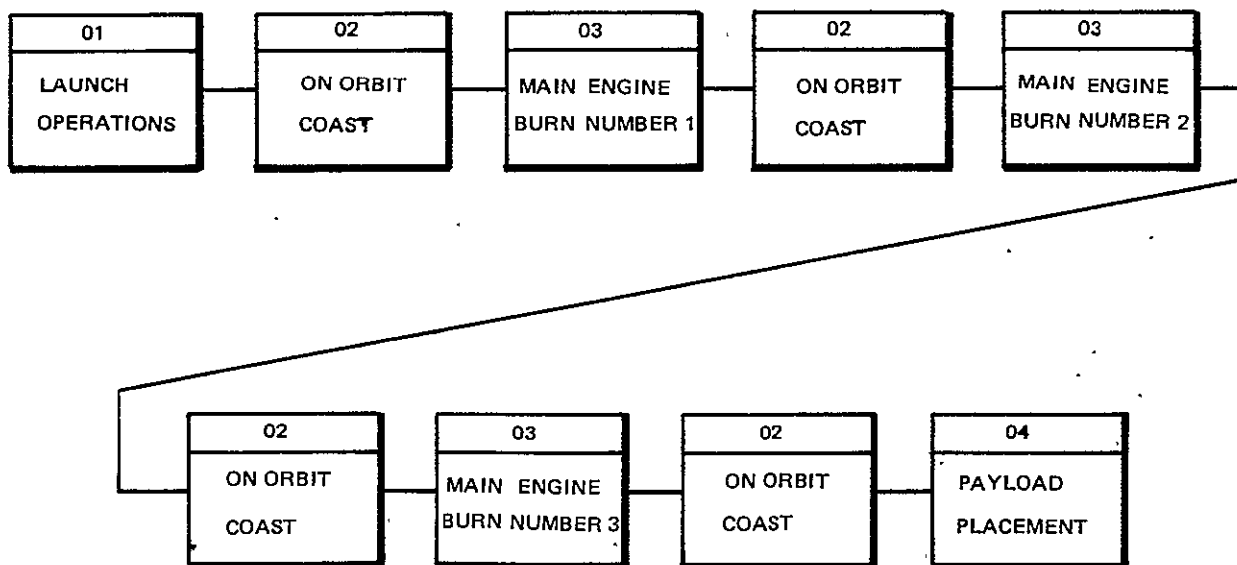 01
LAUNCH
OPERATIONS
02
ON ORBIT
COAST
03
MAIN ENGINE
BURN NUMBER 1
02
ON ORBIT
COAST
03
MAIN ENGINE
BURN NUMBER 2
02
ON ORBIT
COAST
03
MAIN ENGINE
BURN NUMBER 3
02
ON ORBIT
COAST
04
PAYLOAD
PLACEMENT